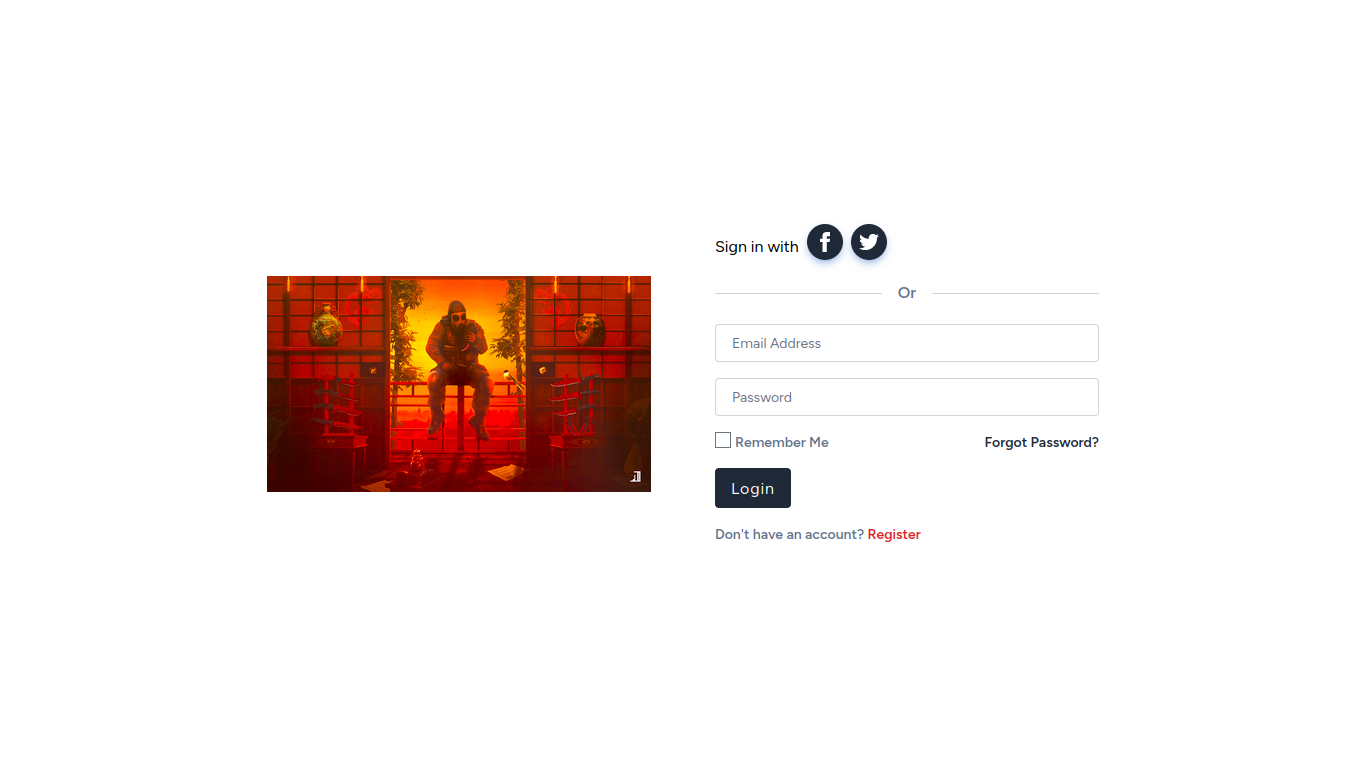 Sign in with
Or
Email Address
Password
Remember Me
Forgot Password?
Login
Don't have an account? Register